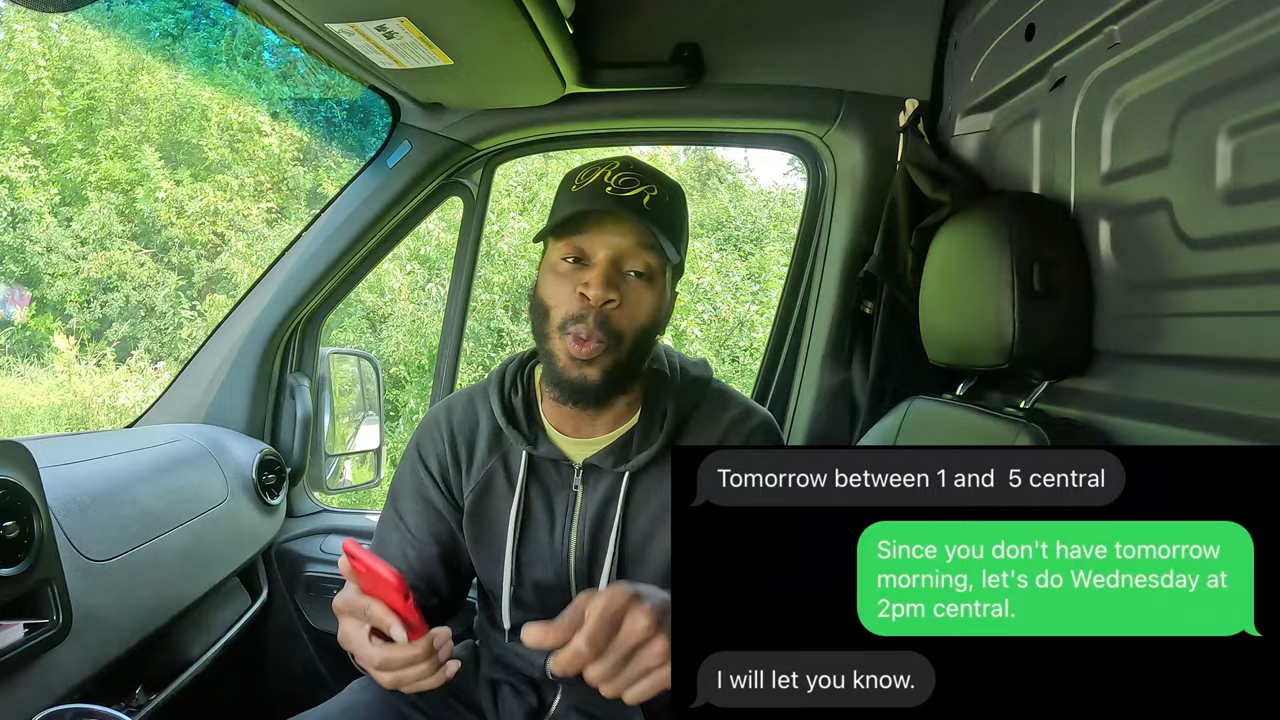 RR
Tomorrow between 1 and 5 central
Since you don't have tomorrow
morning, let's do Wednesday at
2pm central.
I will let you know.